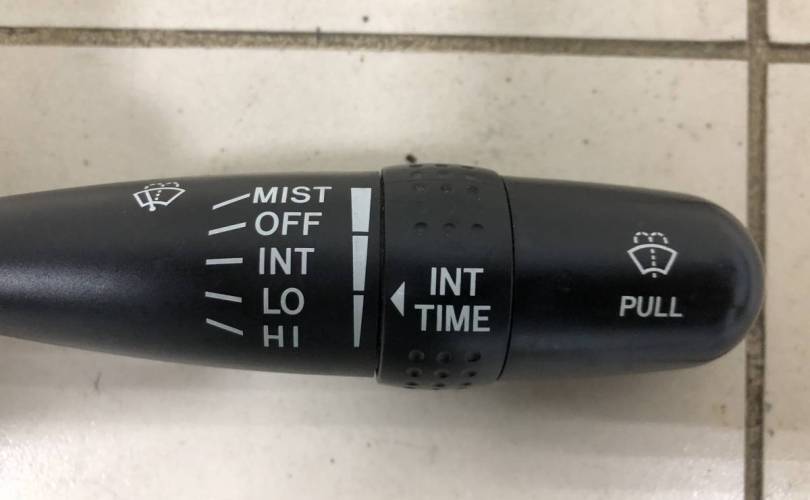 MIST
OFF
INT
LO
HI
INT
TIME
PULL